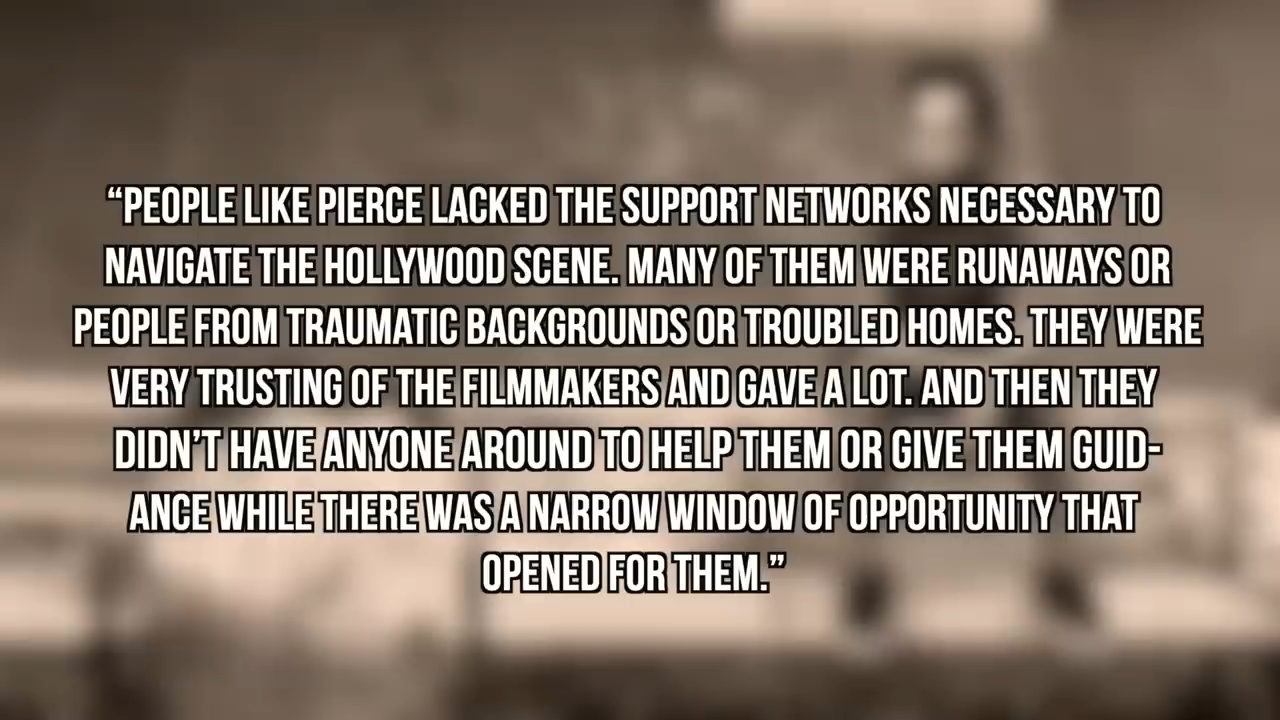 “PEOPLE LIKE PIERCE LACKED THE SUPPORT NETWORKS NECESSARY TO
NAVIGATE THE HOLLYWOOD SCENE. MANY OF THEM WERE RUNAWAYS OR
PEOPLE FROM TRAUMATIC BACKGROUNDS OR TROUBLED HOMES. THEY WERE
VERY TRUSTING OF THE FILMMAKERS AND GAVE A LOT. AND THEN THEY
DIDN’T HAVE ANYONE AROUND TO HELP THEM OR GIVE THEM GUID-
ANCE WHILE THERE WAS A NARROW WINDOW OF OPPORTUNITY THAT
OPENED FOR THEM.”